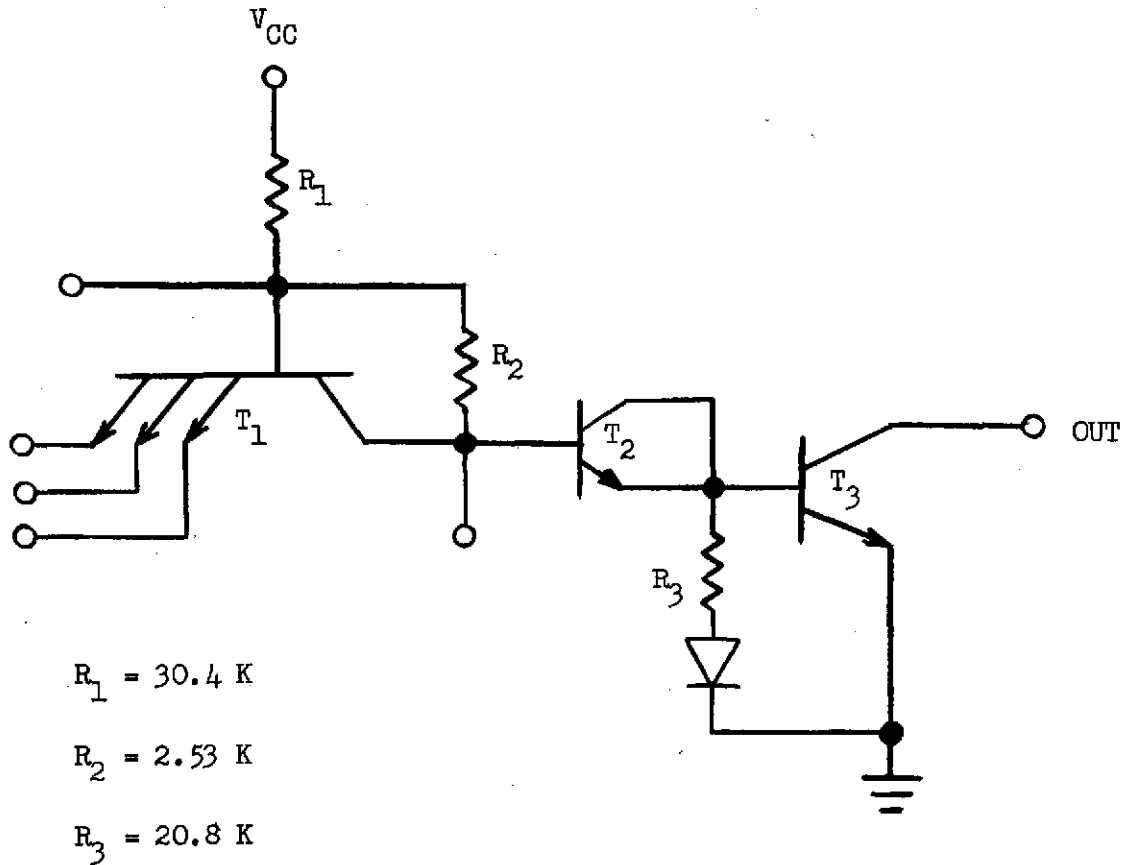 V_CC
R_1
R_2
T_1
T_2
T_3
OUT
R_3
R_1 = 30.4 K
R_2 = 2.53 K
R_3 = 20.8 K